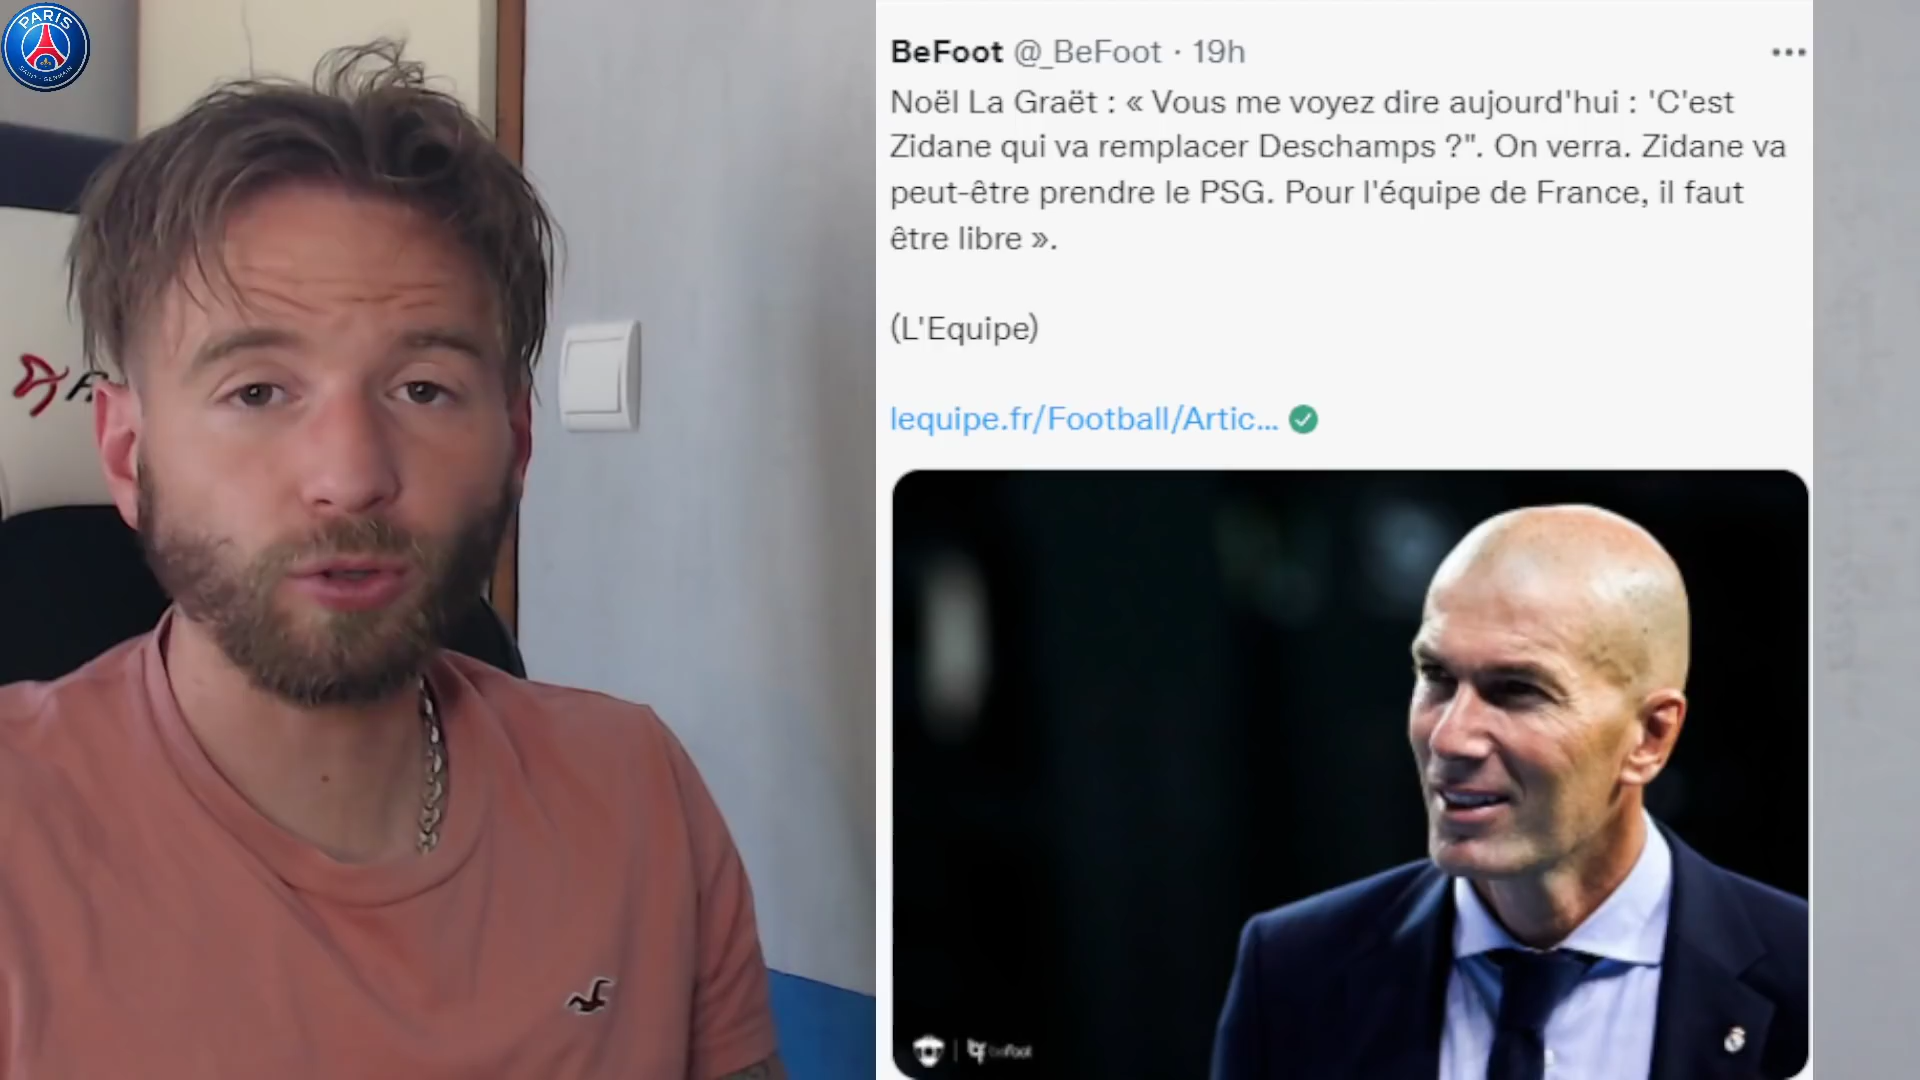 PARIS
SAINT-GERMAIN
BeFoot @_BeFoot · 19h
Noël La Graët : « Vous me voyez dire aujourd'hui : 'C'est
Zidane qui va remplacer Deschamps ?". On verra. Zidane va
peut-être prendre le PSG. Pour l'équipe de France, il faut
être libre ».
(L'Equipe)
lequipe.fr/Football/Artic...
befoot